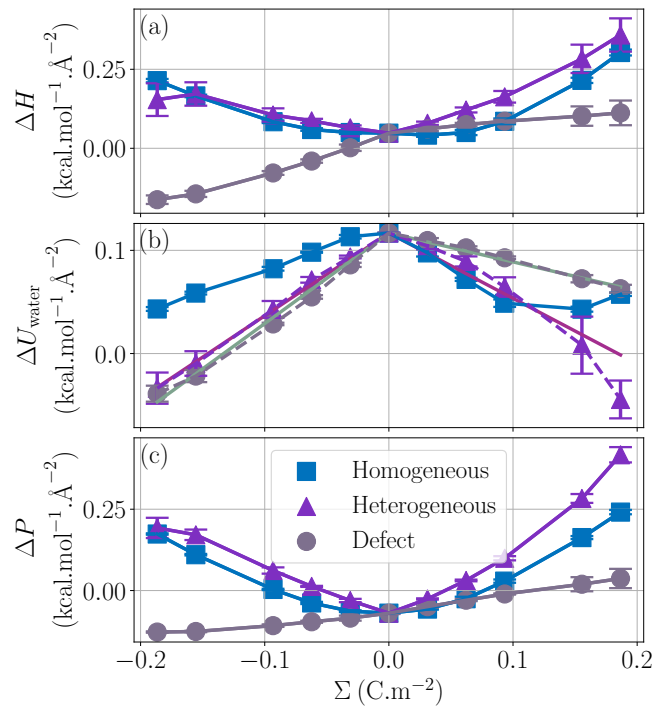 (a)
ΔH
(kcal.mol⁻¹.Å⁻²)
0.25
0.00
(b)
ΔU_water
(kcal.mol⁻¹.Å⁻²)
0.1
0.0
(c)
ΔP
(kcal.mol⁻¹.Å⁻²)
0.25
0.00
Homogeneous
Heterogeneous
Defect
−0.2 −0.1 0.0 0.1 0.2
Σ (C.m⁻²)